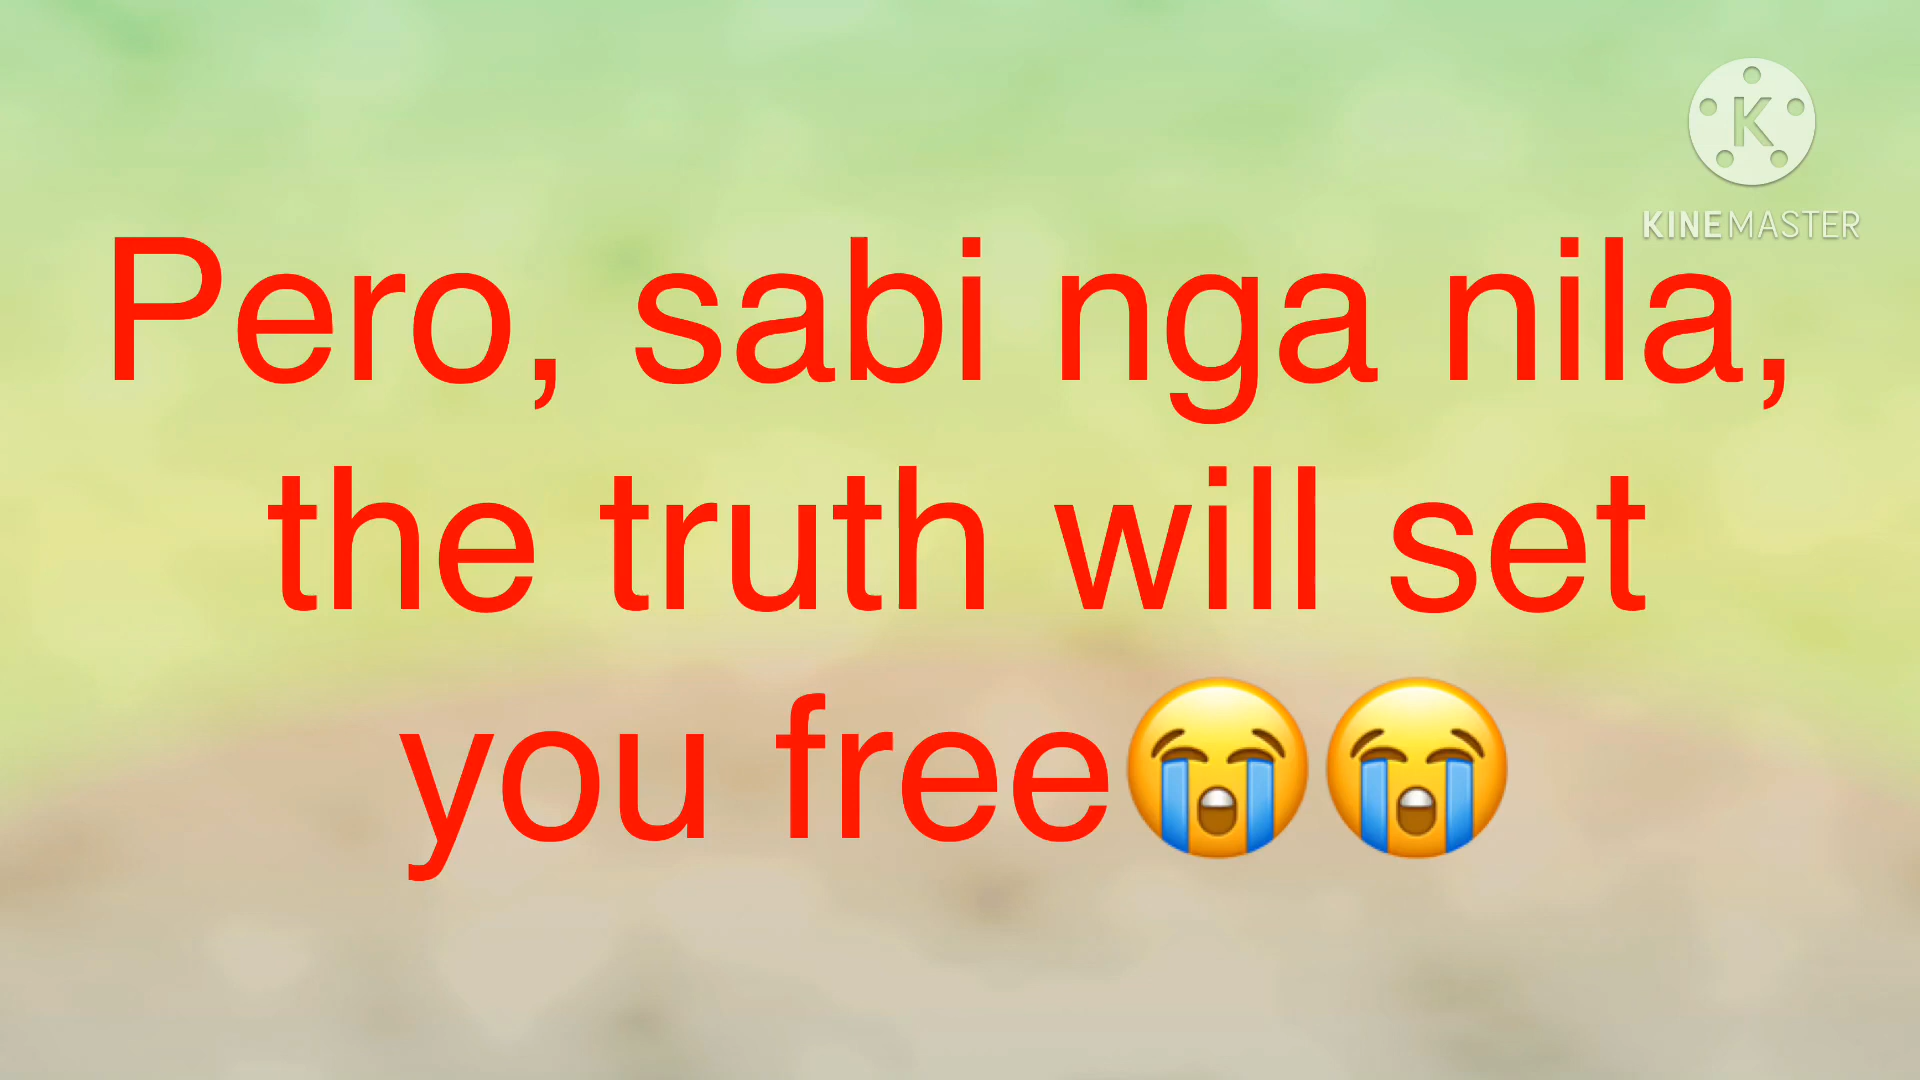 KINEMASTER
Pero, sabi nga nila,
the truth will set
you free😭😭